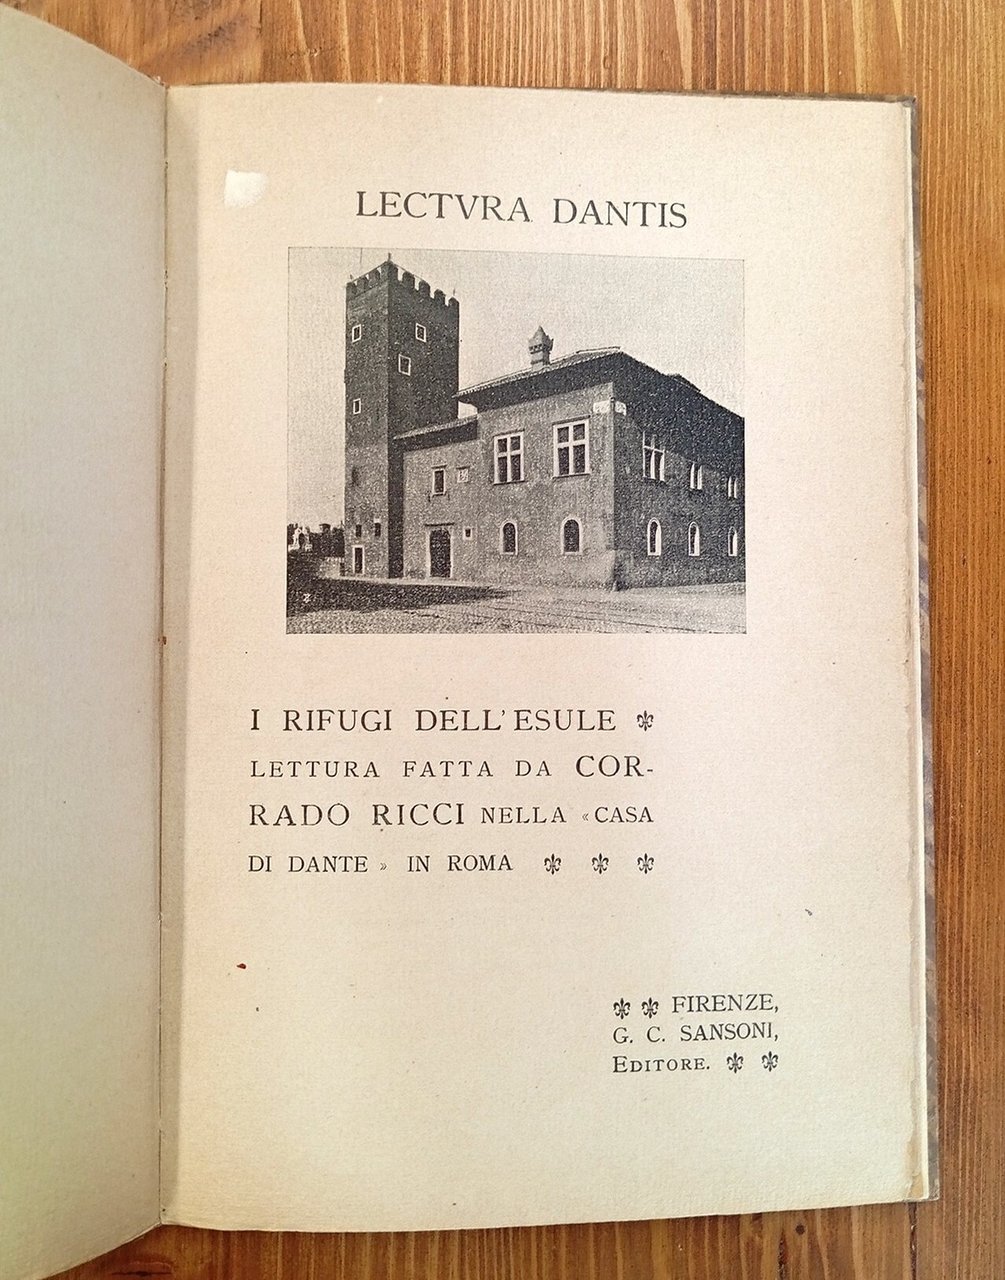 LECTVRA DANTIS
I RIFUGI DELL'ESULE
LETTURA FATTA DA COR-
RADO RICCI NELLA «CASA
DI DANTE» IN ROMA
FIRENZE,
G. C. SANSONI,
EDITORE.